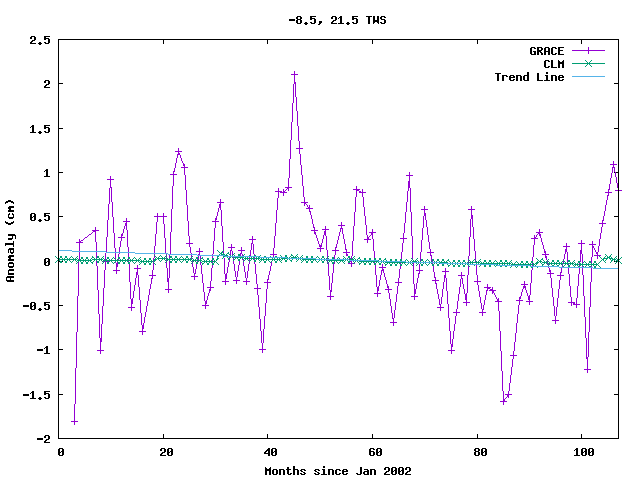 -8.5, 21.5 TWS
GRACE
CLM
Trend Line
2.5
2
1.5
1
0.5
0
-0.5
-1
-1.5
-2
Anomaly (cm)
0 20 40 60 80 100
Months since Jan 2002